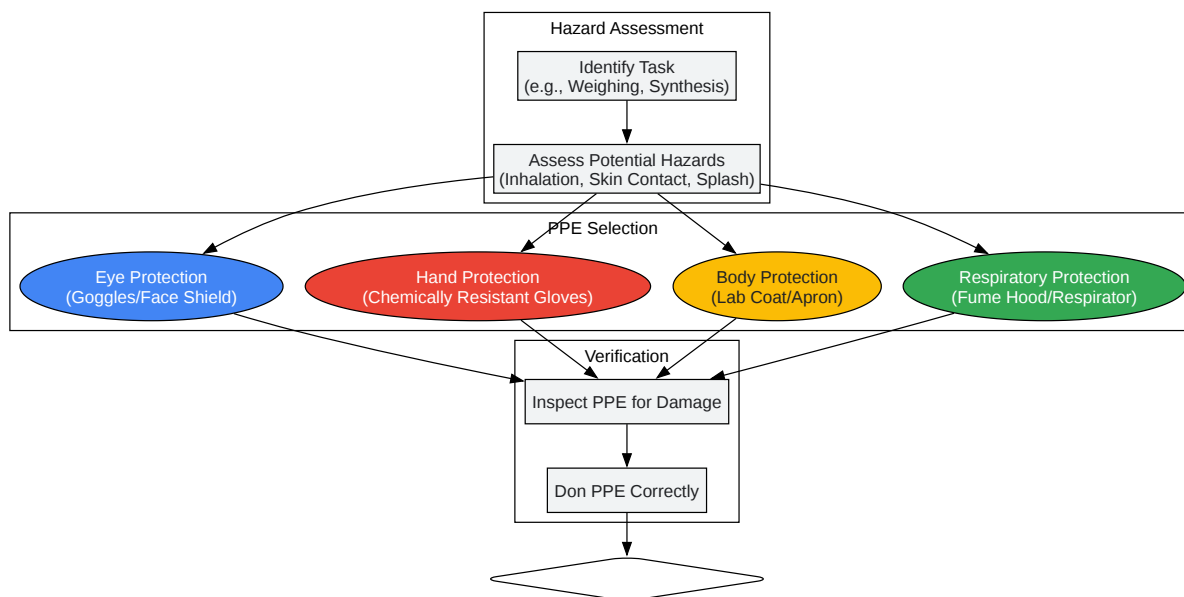 Hazard Assessment
Identify Task
(e.g., Weighing, Synthesis)
Assess Potential Hazards
(Inhalation, Skin Contact, Splash)
PPE Selection
Eye Protection
(Goggles/Face Shield)
Hand Protection
(Chemically Resistant Gloves)
Body Protection
(Lab Coat/Apron)
Respiratory Protection
(Fume Hood/Respirator)
Verification
Inspect PPE for Damage
Don PPE Correctly